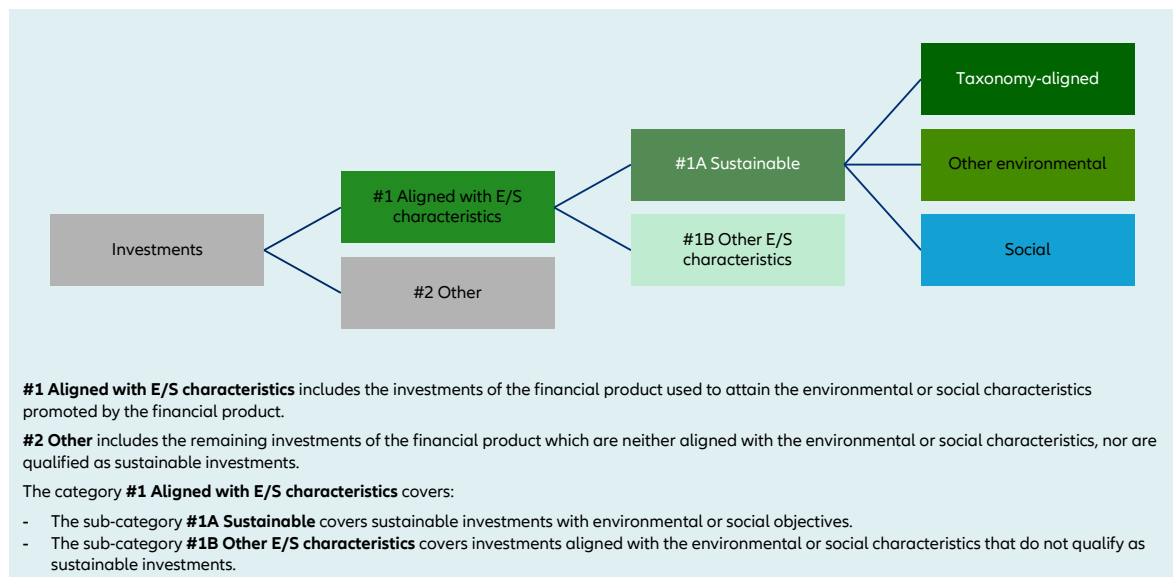 Taxonomy-aligned
#1A Sustainable
Other environmental
#1 Aligned with E/S
characteristics
Investments
#1B Other E/S
characteristics
Social
#2 Other
#1 Aligned with E/S characteristics includes the investments of the financial product used to attain the environmental or social characteristics
promoted by the financial product.
#2 Other includes the remaining investments of the financial product which are neither aligned with the environmental or social characteristics, nor are
qualified as sustainable investments.
The category #1 Aligned with E/S characteristics covers:
- The sub-category #1A Sustainable covers sustainable investments with environmental or social objectives.
- The sub-category #1B Other E/S characteristics covers investments aligned with the environmental or social characteristics that do not qualify as
sustainable investments.